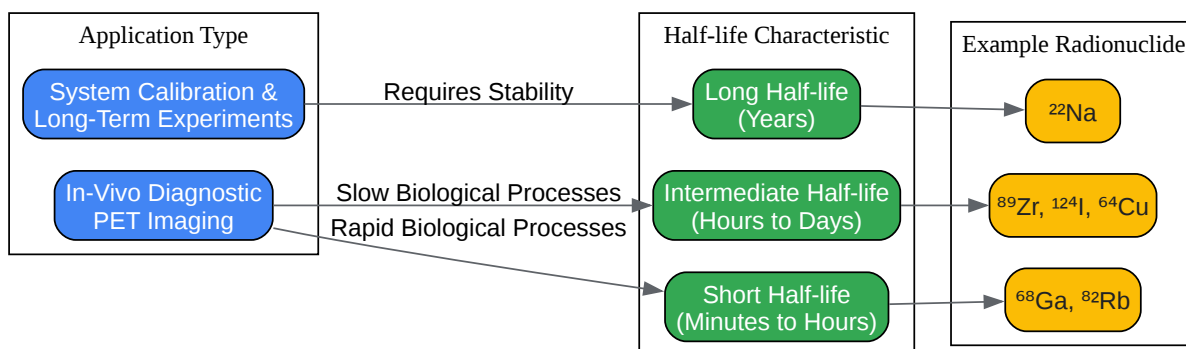 Application Type
Half-life Characteristic
Example Radionuclide
System Calibration &
Long-Term Experiments
Requires Stability
Long Half-life
(Years)
²²Na
In-Vivo Diagnostic
PET Imaging
Slow Biological Processes
Rapid Biological Processes
Intermediate Half-life
(Hours to Days)
⁸⁹Zr, ¹²⁴I, ⁶⁴Cu
Short Half-life
(Minutes to Hours)
⁶⁸Ga, ⁸²Rb